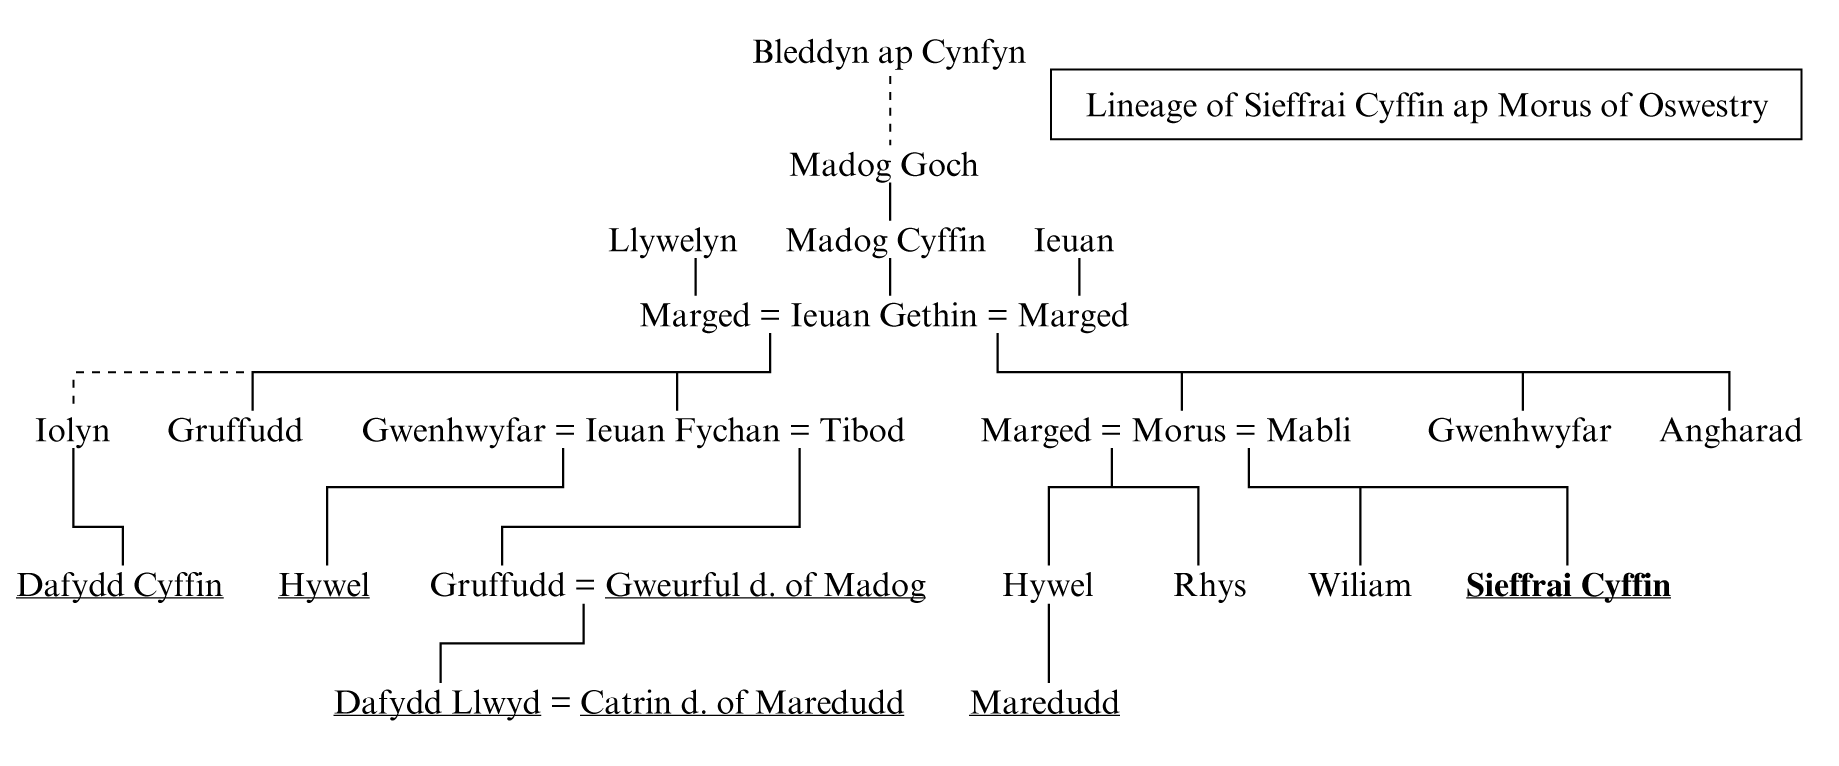 Bleddyn ap Cynfyn
Lineage of Sieffrai Cyffin ap Morus of Oswestry
Madog Goch
Llywelyn Madog Cyffin Ieuan
Marged = Ieuan Gethin = Marged
Iolyn Gruffudd Gwenhwyfar = Ieuan Fychan = Tibod Marged = Morus = Mabli Gwenhwyfar Angharad
Dafydd Cyffin Hywel Gruffudd = Gweurful d. of Madog Hywel Rhys Wiliam Sieffrai Cyffin
Dafydd Llwyd = Catrin d. of Maredudd Maredudd